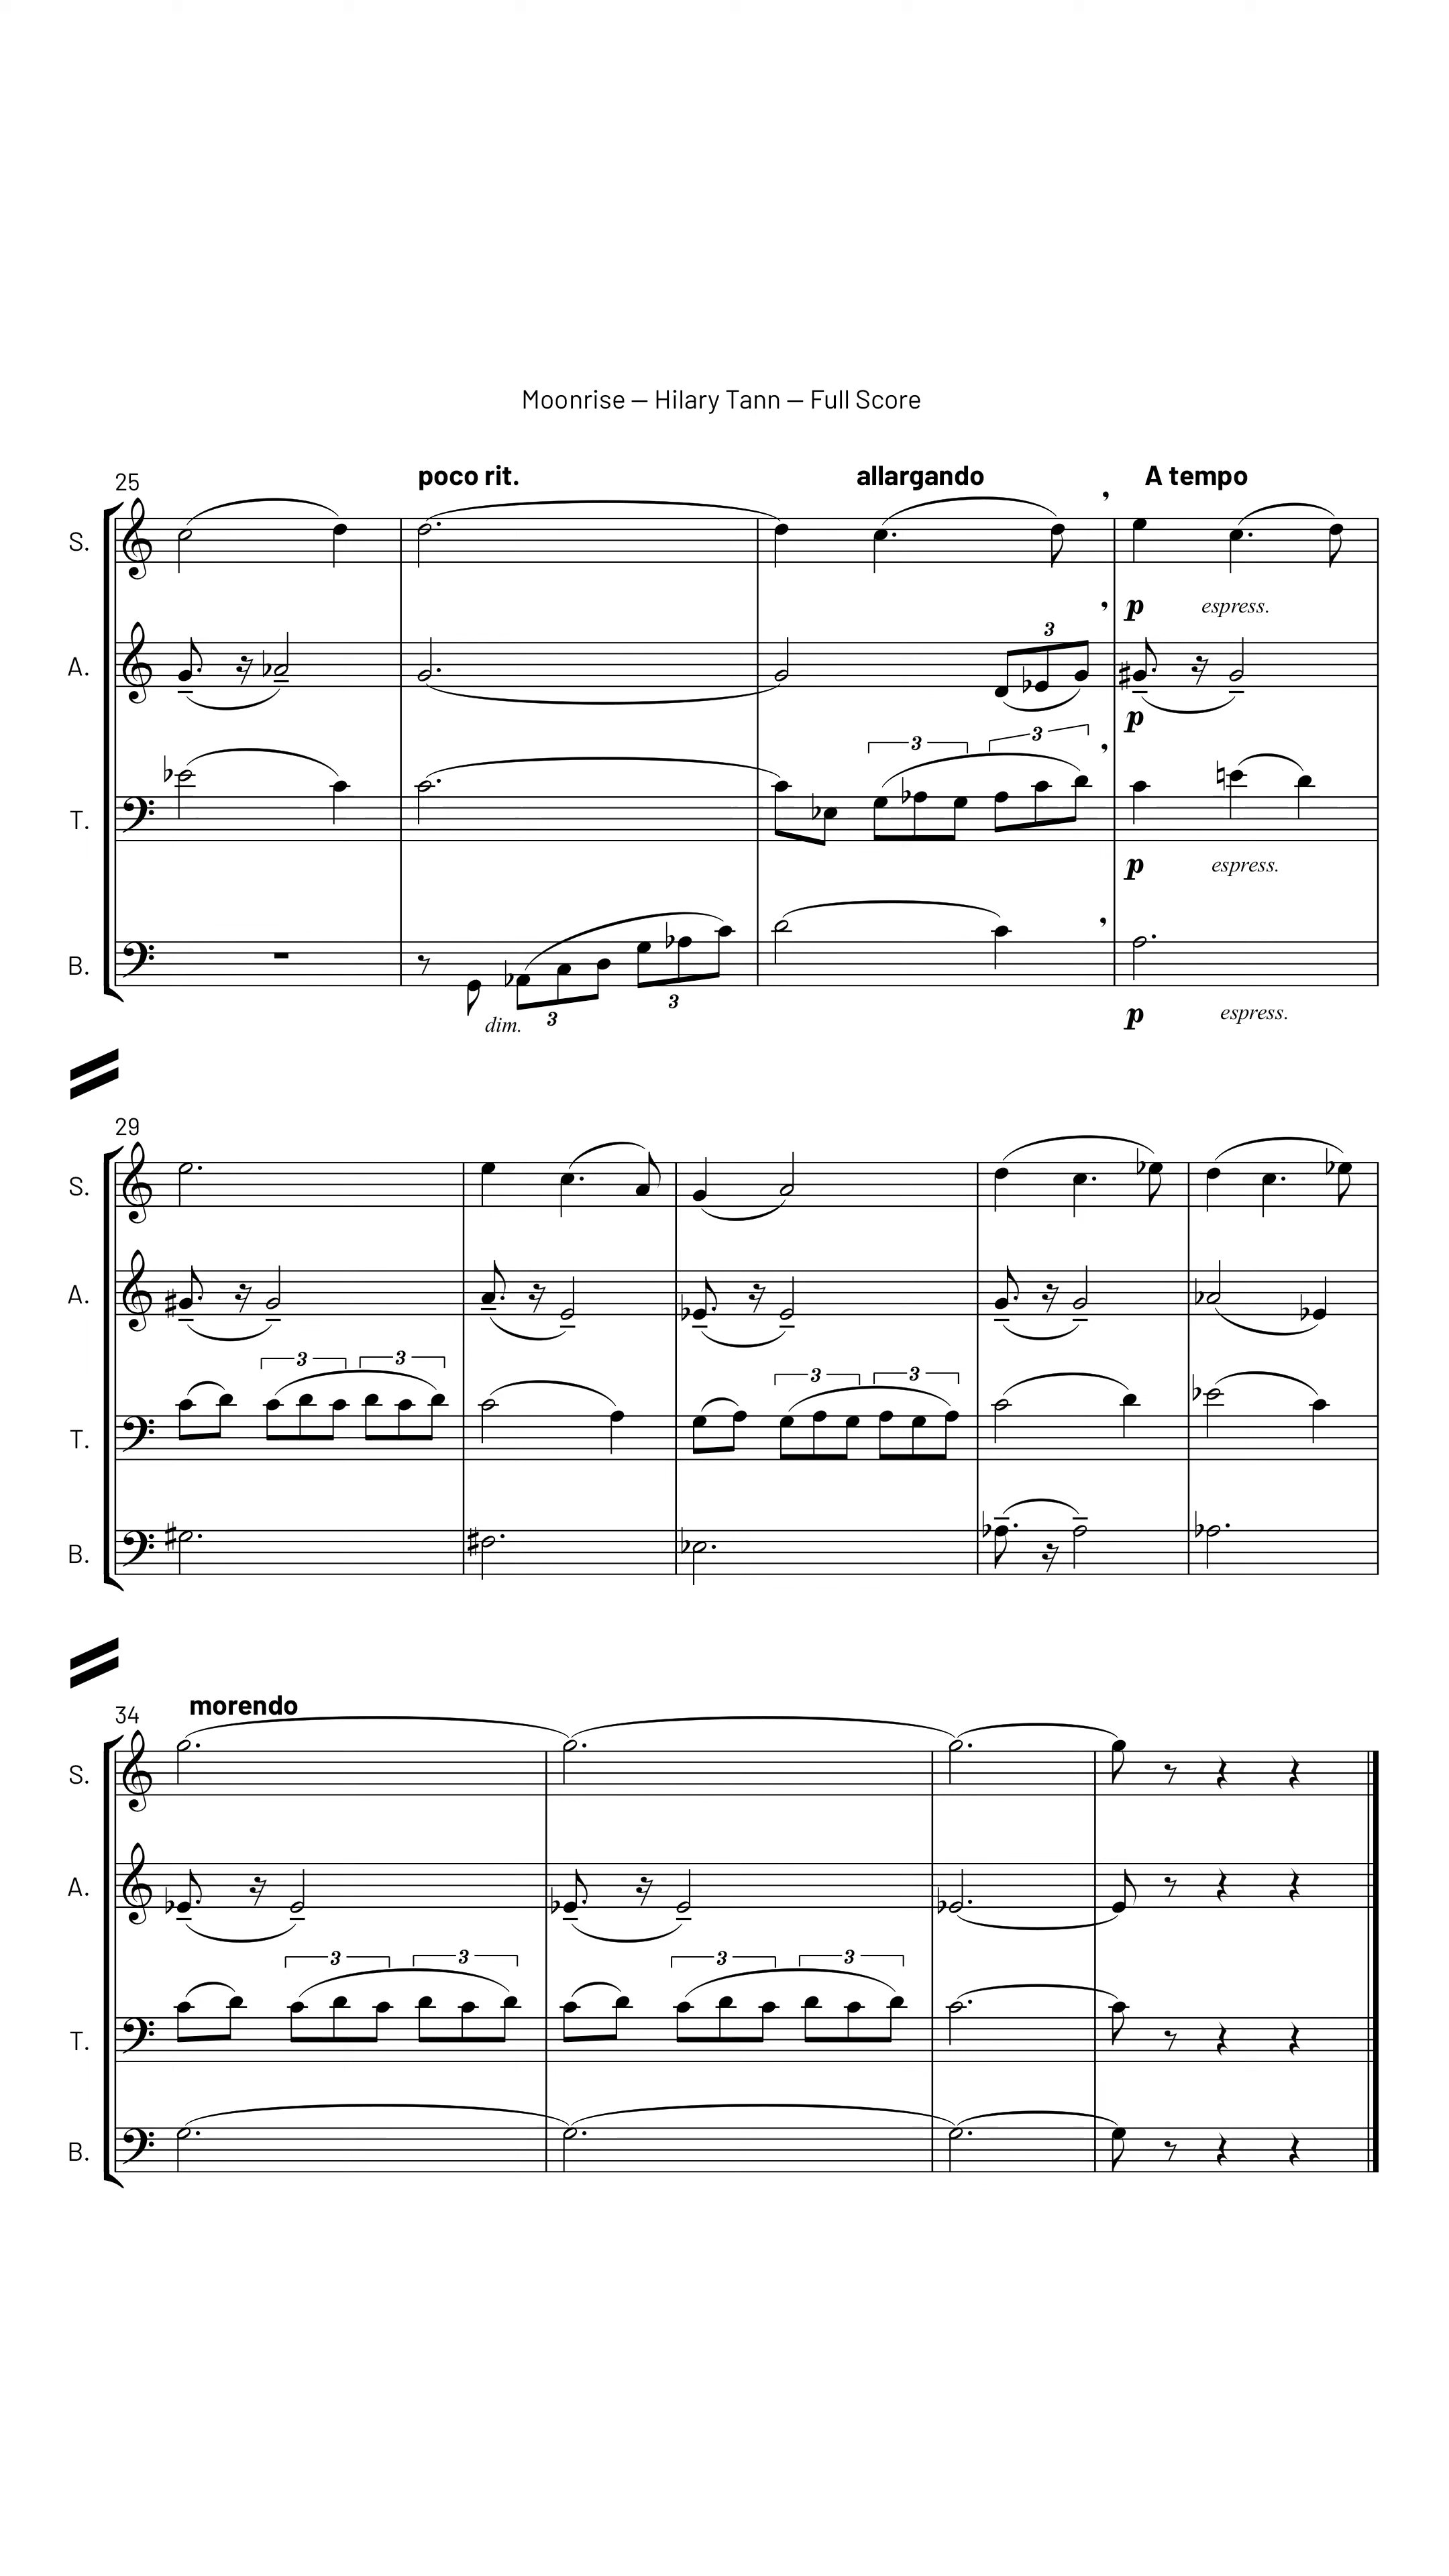 Moonrise — Hilary Tann — Full Score
25 poco rit. allargando A tempo
S.
p espress.
3
A.
p
3 3
T.
p espress.
B.
3
3
dim. p espress.
29
S.
A.
3 3 3 3
T.
B.
34 morendo
S.
A.
3 3 3 3
T.
B.